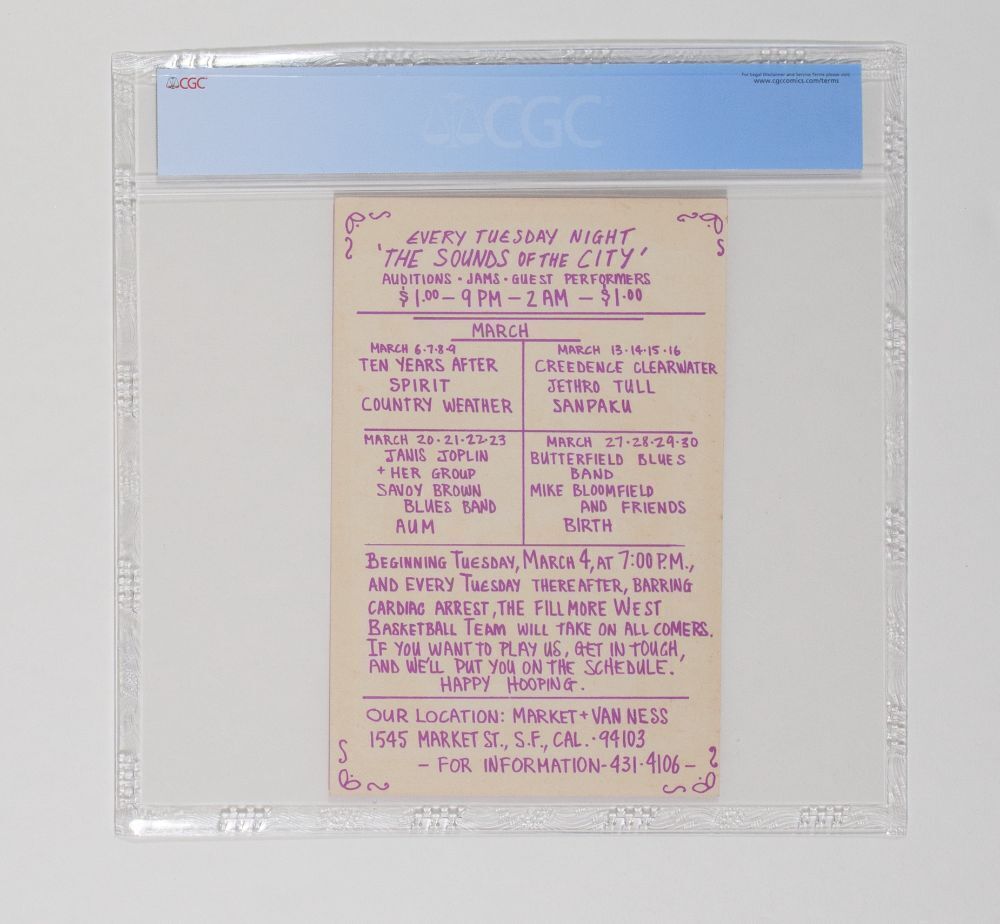 CGC
For Legal Disclaimer and Service Terms please visit
www.cgccomics.com/terms
CGC
EVERY TUESDAY NIGHT
'THE SOUNDS OF THE CITY'
AUDITIONS · JAMS · GUEST PERFORMERS
$1.00 — 9 PM — 2 AM — $1.00
MARCH
MARCH 6·7·8·9
TEN YEARS AFTER
SPIRIT
COUNTRY WEATHER
MARCH 13·14·15·16
CREEDENCE CLEARWATER
JETHRO TULL
SANPAKU
MARCH 20·21·22·23
JANIS JOPLIN
+ HER GROUP
SAVOY BROWN
BLUES BAND
AUM
MARCH 27·28·29·30
BUTTERFIELD BLUES
BAND
MIKE BLOOMFIELD
AND FRIENDS
BIRTH
BEGINNING TUESDAY, MARCH 4, AT 7:00 P.M.,
AND EVERY TUESDAY THEREAFTER, BARRING
CARDIAC ARREST, THE FILLMORE WEST
BASKETBALL TEAM WILL TAKE ON ALL COMERS.
IF YOU WANT TO PLAY US, GET IN TOUCH,
AND WE'LL PUT YOU ON THE SCHEDULE.
HAPPY HOOPING.
OUR LOCATION: MARKET + VAN NESS
1545 MARKET ST., S.F., CAL. · 94103
— FOR INFORMATION - 431·4106 —